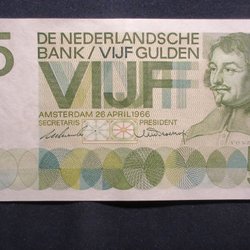 5
DE NEDERLANDSCHE
BANK / VIJF GULDEN
VIJF
AMSTERDAM 26 APRIL 1966
SECRETARIS PRESIDENT